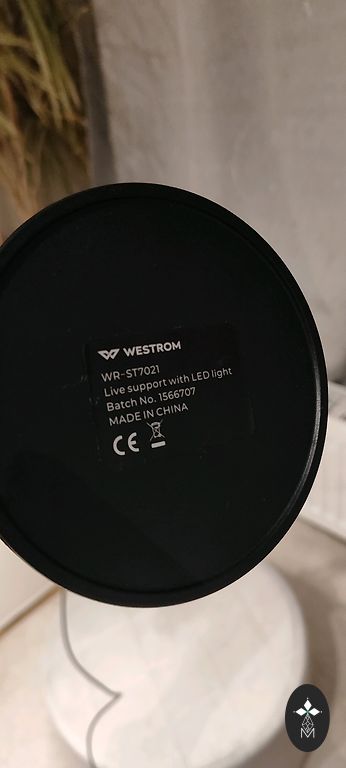 WESTROM
WR-ST7021
Live support with LED light
Batch No. 1566707
MADE IN CHINA
CE
M